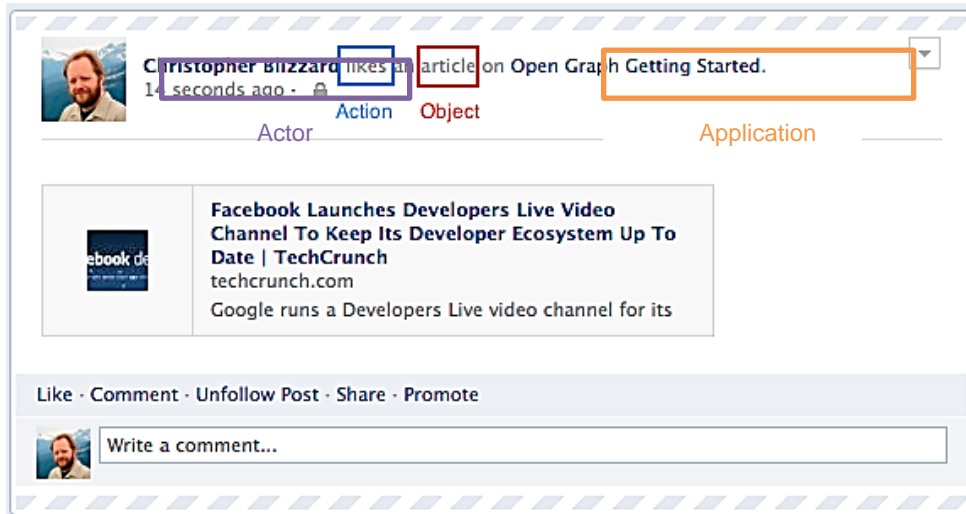 Christopher Blizzard likes an article on Open Graph Getting Started.
14 seconds ago ·
Action Object
Actor Application
Facebook Launches Developers Live Video
Channel To Keep Its Developer Ecosystem Up To
Date | TechCrunch
techcrunch.com
Google runs a Developers Live video channel for its
ebook de
Like · Comment · Unfollow Post · Share · Promote
Write a comment...